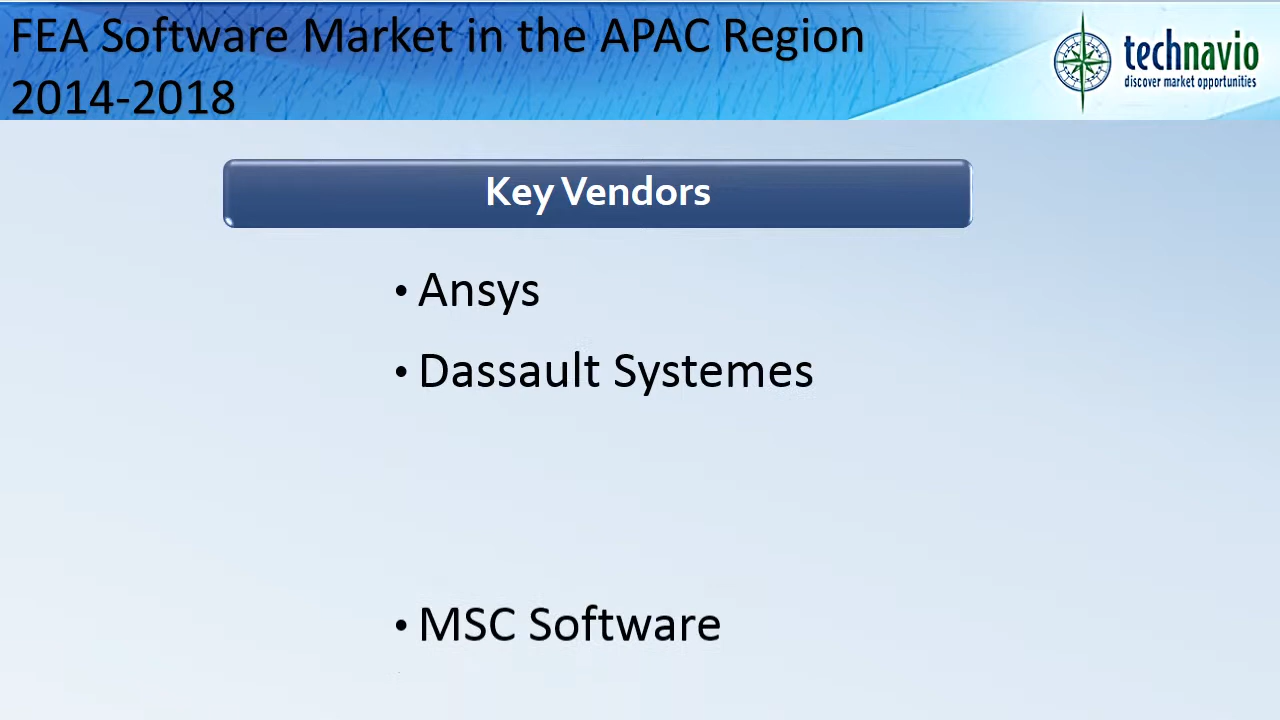 FEA Software Market in the APAC Region
2014-2018
technavio
discover market opportunities
Key Vendors
• Ansys
• Dassault Systemes
• MSC Software